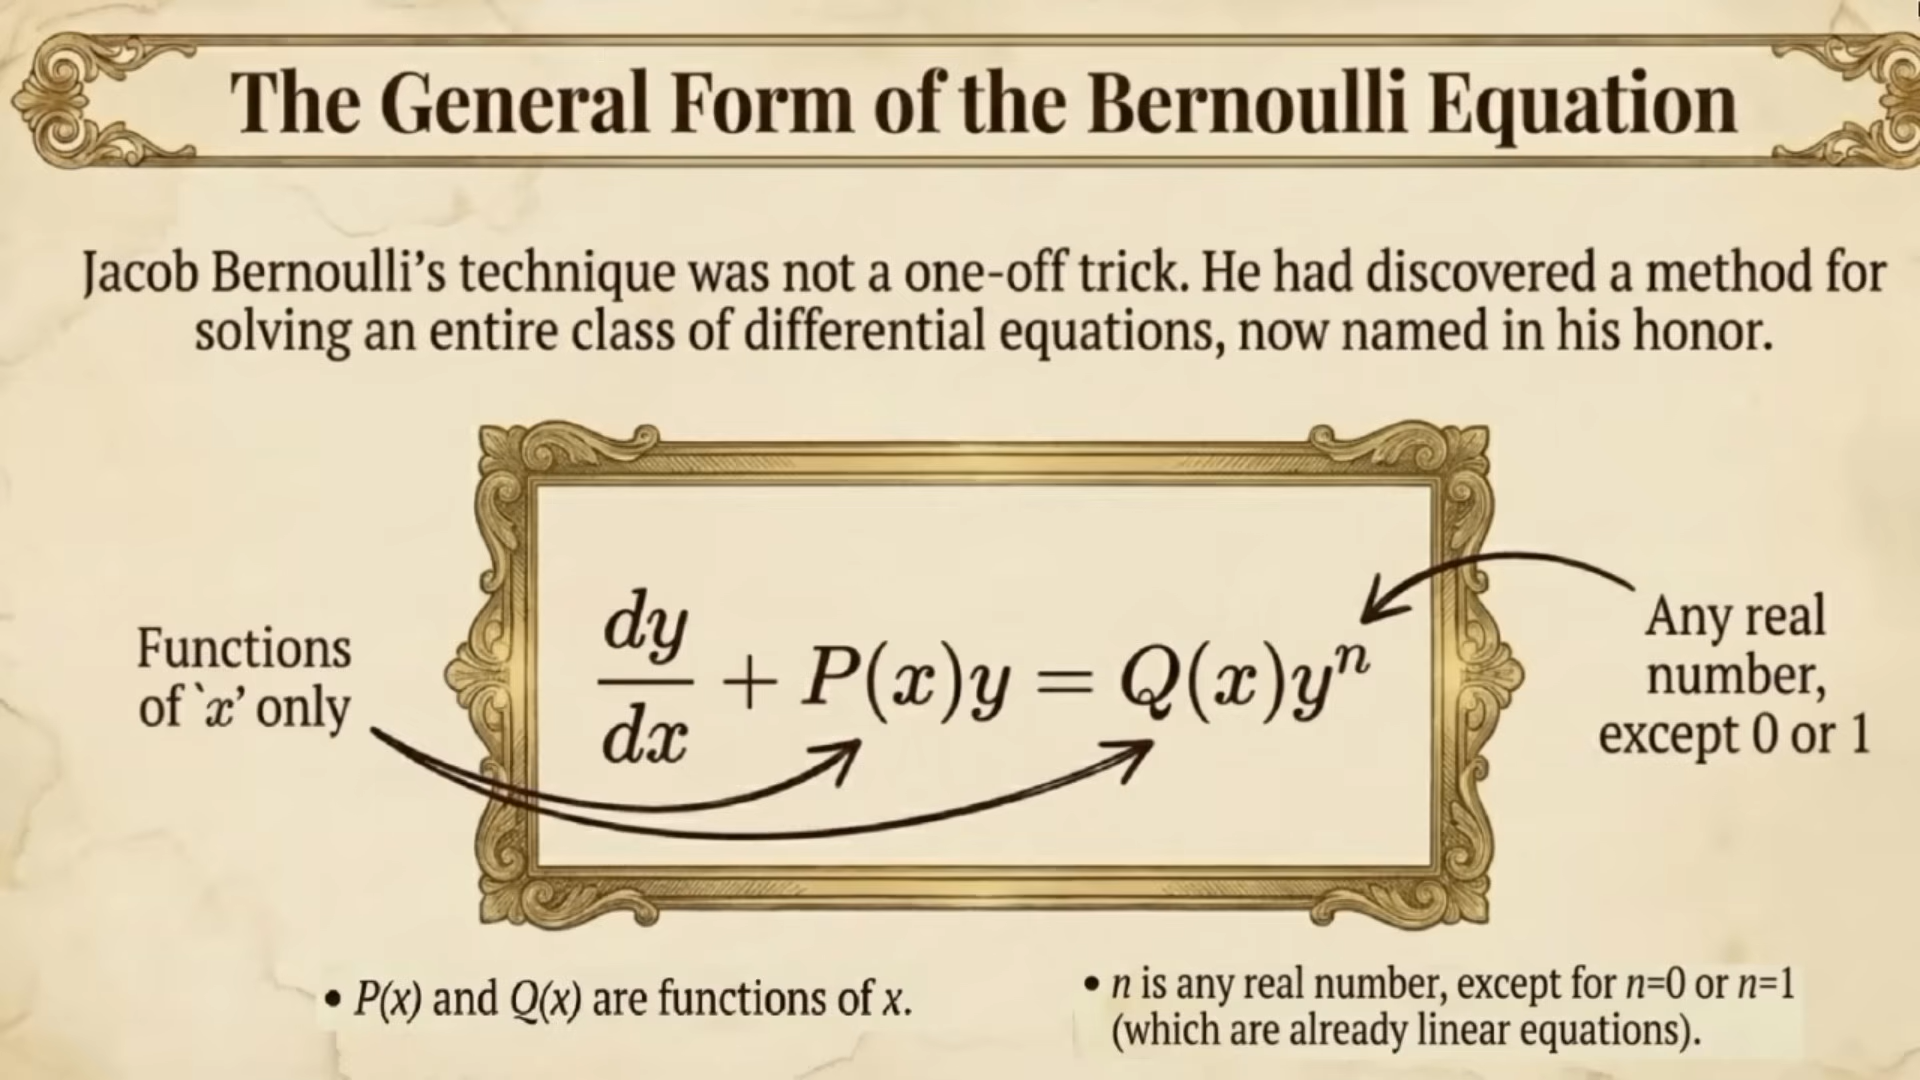 The General Form of the Bernoulli Equation
Jacob Bernoulli’s technique was not a one-off trick. He had discovered a method for
solving an entire class of differential equations, now named in his honor.
Functions
of `x’ only
dy/dx + P(x)y = Q(x)yⁿ
Any real
number,
except 0 or 1
• P(x) and Q(x) are functions of x.
• n is any real number, except for n=0 or n=1
(which are already linear equations).